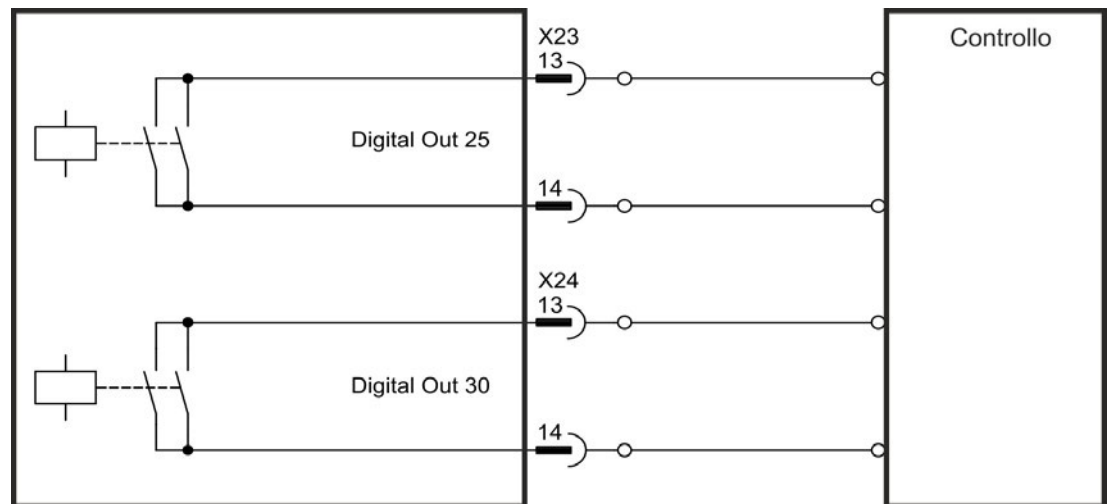 X23
Controllo
13
Digital Out 25
14
X24
13
Digital Out 30
14